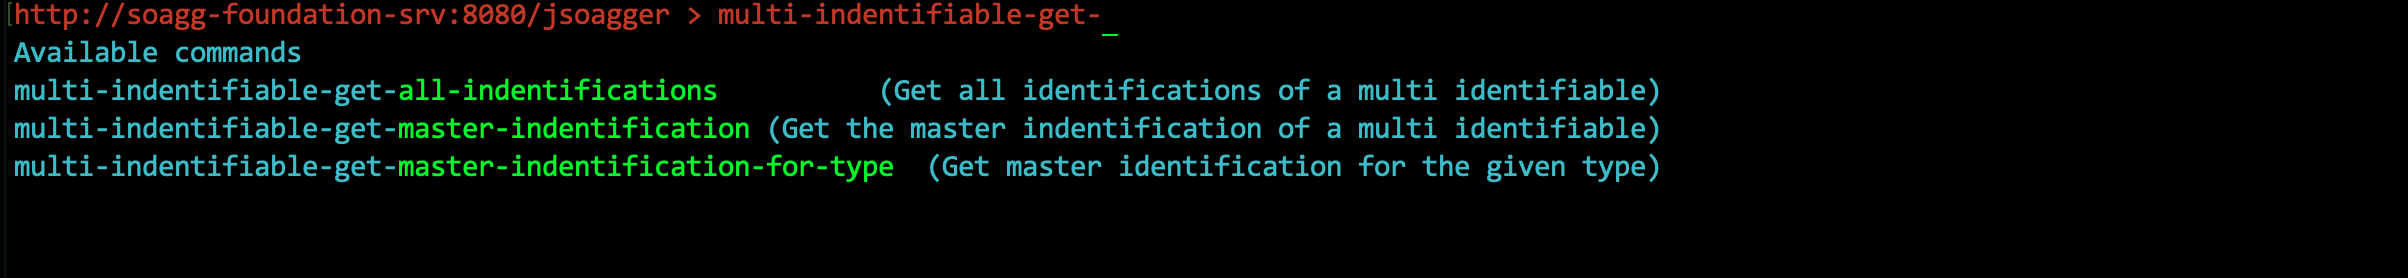 [http://soagg-foundation-srv:8080/jsoagger > multi-indentifiable-get-_
Available commands
multi-indentifiable-get-all-indentifications (Get all identifications of a multi identifiable)
multi-indentifiable-get-master-indentification (Get the master indentification of a multi identifiable)
multi-indentifiable-get-master-indentification-for-type (Get master identification for the given type)